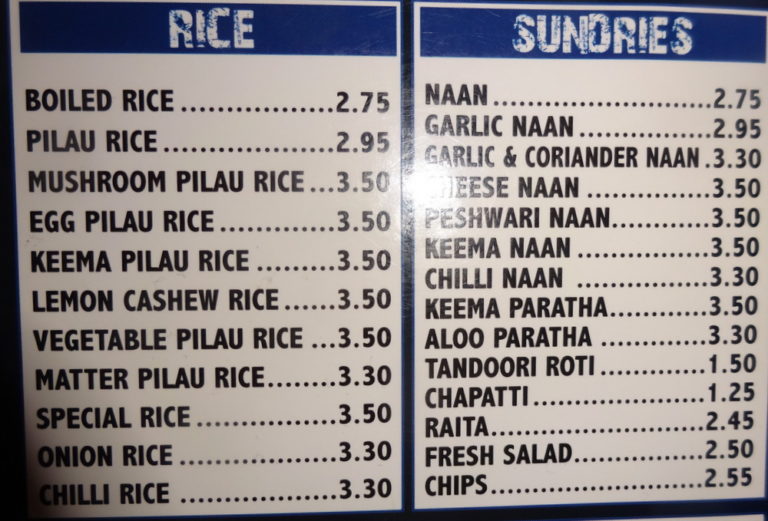 RICE
BOILED RICE ................2.75
PILAU RICE..................2.95
MUSHROOM PILAU RICE ...3.50
EGG PILAU RICE ............3.50
KEEMA PILAU RICE ........3.50
LEMON CASHEW RICE......3.50
VEGETABLE PILAU RICE ...3.50
MATTER PILAU RICE........3.30
SPECIAL RICE ...............3.50
ONION RICE .................3.30
CHILLI RICE .................3.30
SUNDRIES
NAAN ........................2.75
GARLIC NAAN ...............2.95
GARLIC & CORIANDER NAAN .3.30
CHEESE NAAN ..............3.50
PESHWARI NAAN...........3.50
KEEMA NAAN ...............3.50
CHILLI NAAN ...............3.30
KEEMA PARATHA...........3.50
ALOO PARATHA ............3.30
TANDOORI ROTI ............1.50
CHAPATTI....................1.25
RAITA........................2.45
FRESH SALAD...............2.50
CHIPS........................2.55